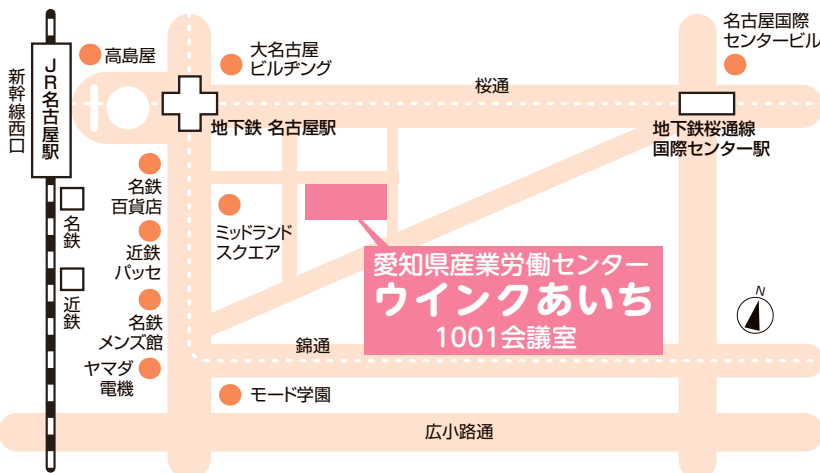 高島屋
大名古屋
ビルヂング
名古屋国際
センタービル
新幹線西口
JR名古屋駅
桜通
地下鉄 名古屋駅
地下鉄桜通線
国際センター駅
名鉄
百貨店
名鉄
ミッドランド
スクエア
近鉄
パッセ
近鉄
愛知県産業労働センター
ウインクあいち
1001会議室
N
名鉄
メンズ館
錦通
ヤマダ
電機
モード学園
広小路通